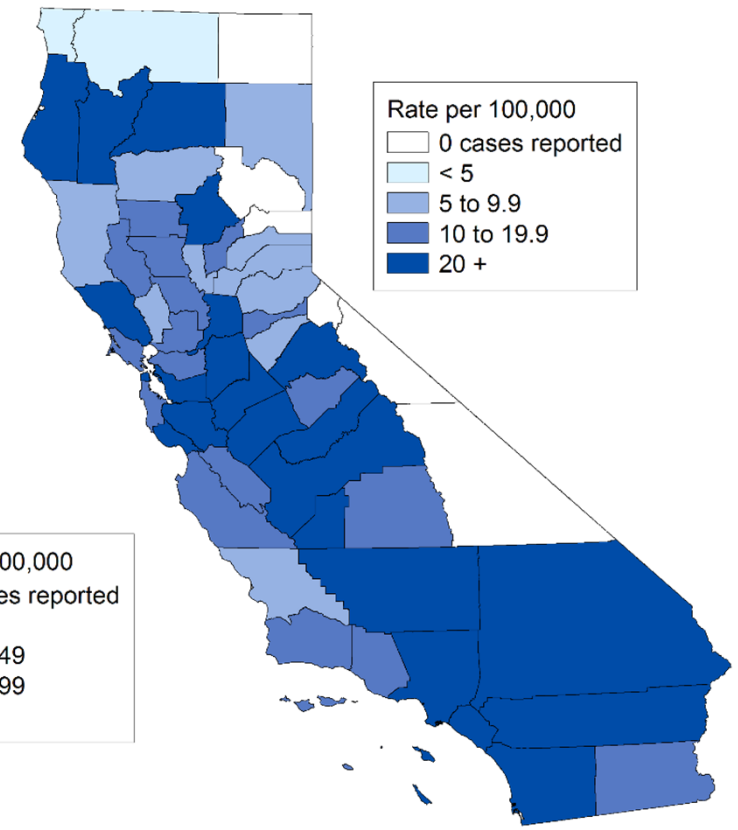 Rate per 100,000
0 cases reported
< 5
5 to 9.9
10 to 19.9
20 +
00,000
es reported
49
99